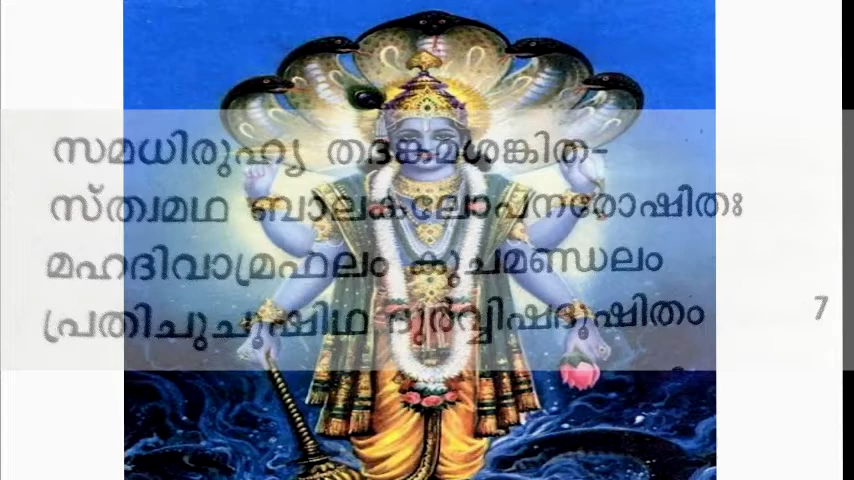 സമധിരുഹ്യ തദങ്കമശങ്കിത-
സ്ത്വമഥ ബാലകലോപനരോഷിതഃ
മഹദിവാമ്രഫലം കുചമണ്ഡലം
പ്രതിചുചൂഷിഥ ദുർവ്വിഷദൂഷിതം 7